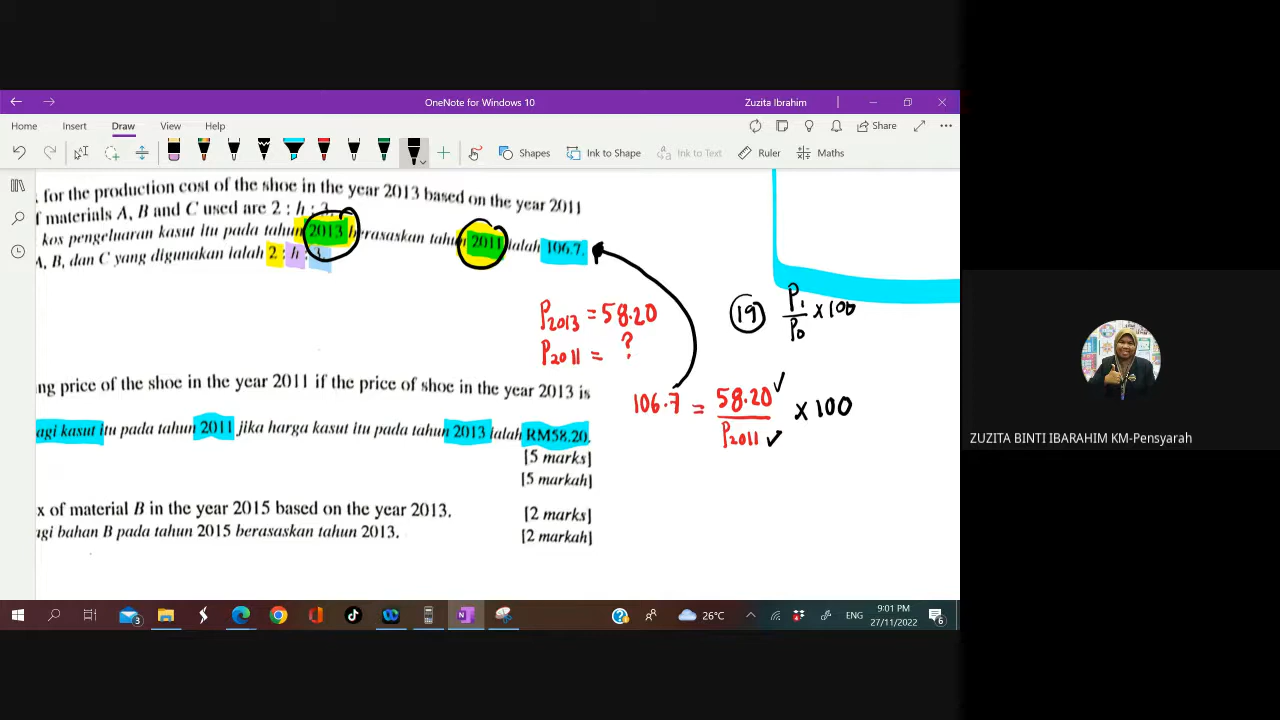 OneNote for Windows 10
Zuzita Ibrahim
Home Insert Draw View Help
Share
Shapes Ink to Shape Ink to Text Ruler Maths
for the production cost of the shoe in the year 2013 based on the year 2011
f materials A, B and C used are 2 : h : 3.
kos pengeluaran kasut itu pada tahun 2013 berasaskan tahun 2011 ialah 106.7.
A, B, dan C yang digunakan ialah 2 : h : 3.
P2013 = 58.20
P2011 = ?
19 P1/P0 x 100
ng price of the shoe in the year 2011 if the price of shoe in the year 2013 is
106.7 = 58.20/P2011 x 100
agi kasut itu pada tahun 2011 jika harga kasut itu pada tahun 2013 ialah RM58.20.
[5 marks]
[5 markah]
x of material B in the year 2015 based on the year 2013. [2 marks]
agi bahan B pada tahun 2015 berasaskan tahun 2013. [2 markah]
ZUZITA BINTI IBARAHIM KM-Pensyarah
26°C
ENG
9:01 PM
27/11/2022
3
6